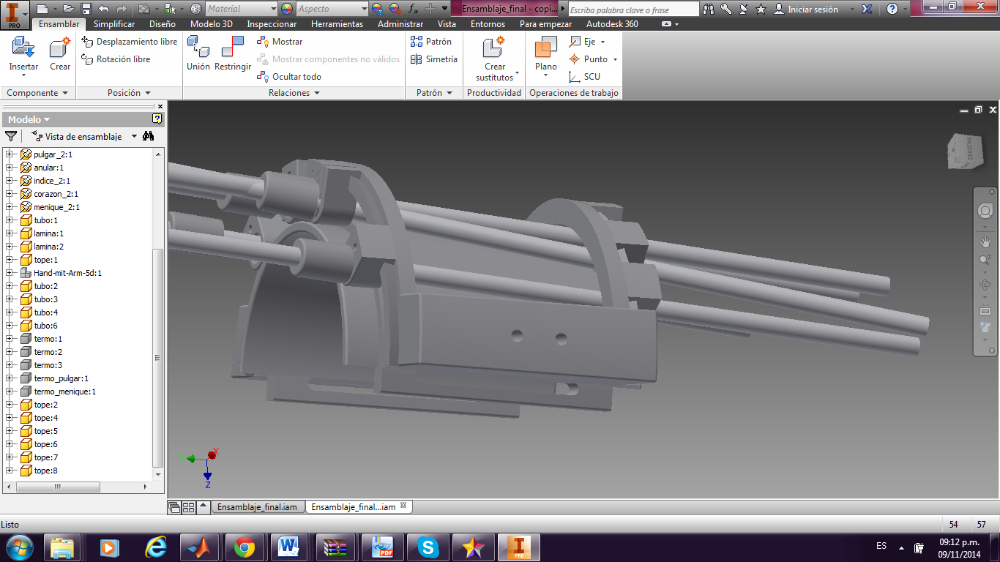 Material
Aspecto
Ensamblaje_final - copi...
Escriba palabra clave o frase
Iniciar sesión
PRO
Ensamblar
Simplificar
Diseño
Modelo 3D
Inspeccionar
Herramientas
Administrar
Vista
Entornos
Para empezar
Autodesk 360
Insertar
Crear
Desplazamiento libre
Rotación libre
Unión
Restringir
Mostrar
Mostrar componentes no válidos
Ocultar todo
Patrón
Simetría
Crear
sustitutos
Plano
Eje
Punto
SCU
Componente
Posición
Relaciones
Patrón
Productividad
Operaciones de trabajo
Modelo
Vista de ensamblaje
pulgar_2:1
anular:1
indice_2:1
corazon_2:1
menique_2:1
tubo:1
lamina:1
lamina:2
tope:1
Hand-mit-Arm-5d:1
tubo:2
tubo:3
tubo:4
tubo:6
termo:1
termo:2
termo:3
termo_pulgar:1
termo_menique:1
tope:2
tope:4
tope:5
tope:6
tope:7
tope:8
DERECHA
Y
X
Z
Ensamblaje_final.iam
Ensamblaje_final...iam
Listo
54
57
PDF
PRO
ES
09:12 p.m.
09/11/2014